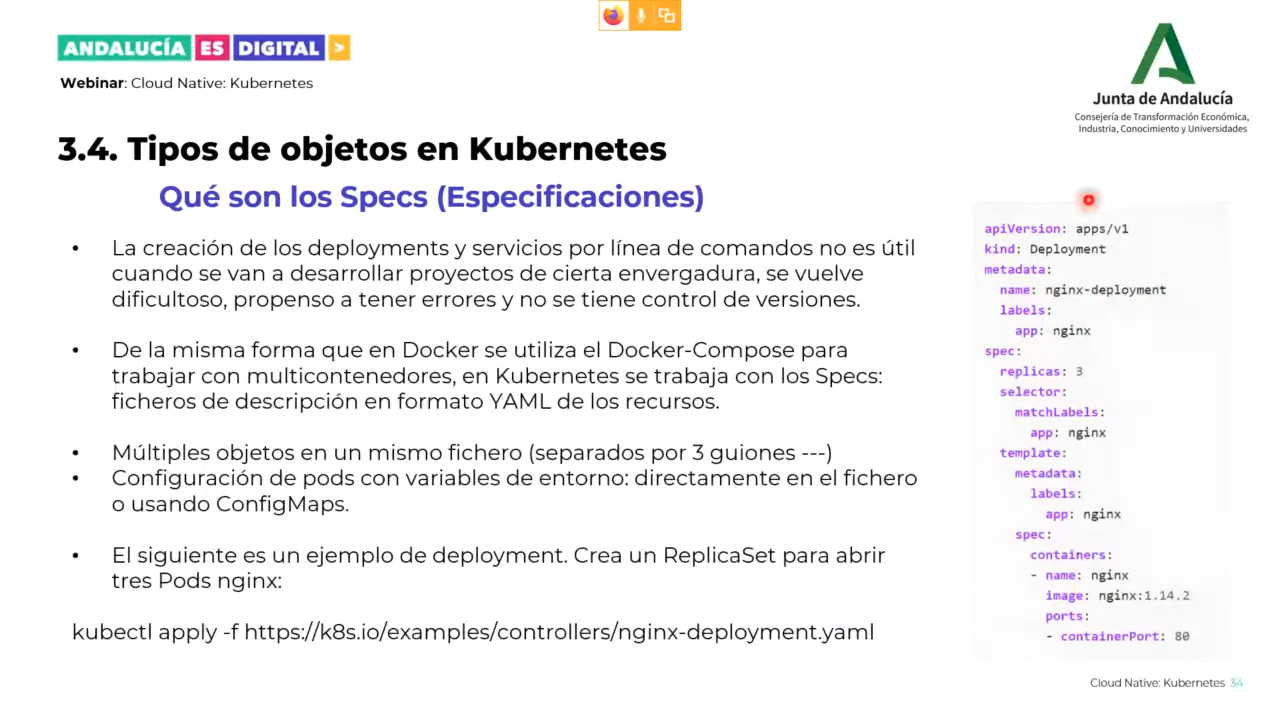 ANDALUCÍA ES DIGITAL >
Webinar: Cloud Native: Kubernetes
Junta de Andalucía
Consejería de Transformación Económica,
Industria, Conocimiento y Universidades
3.4. Tipos de objetos en Kubernetes
Qué son los Specs (Especificaciones)
• La creación de los deployments y servicios por línea de comandos no es útil
cuando se van a desarrollar proyectos de cierta envergadura, se vuelve
dificultoso, propenso a tener errores y no se tiene control de versiones.
• De la misma forma que en Docker se utiliza el Docker-Compose para
trabajar con multicontenedores, en Kubernetes se trabaja con los Specs:
ficheros de descripción en formato YAML de los recursos.
• Múltiples objetos en un mismo fichero (separados por 3 guiones ---)
• Configuración de pods con variables de entorno: directamente en el fichero
o usando ConfigMaps.
• El siguiente es un ejemplo de deployment. Crea un ReplicaSet para abrir
tres Pods nginx:
kubectl apply -f https://k8s.io/examples/controllers/nginx-deployment.yaml
apiVersion: apps/v1
kind: Deployment
metadata:
  name: nginx-deployment
  labels:
    app: nginx
spec:
  replicas: 3
  selector:
    matchLabels:
      app: nginx
  template:
    metadata:
      labels:
        app: nginx
    spec:
      containers:
      - name: nginx
        image: nginx:1.14.2
        ports:
        - containerPort: 80
Cloud Native: Kubernetes 34